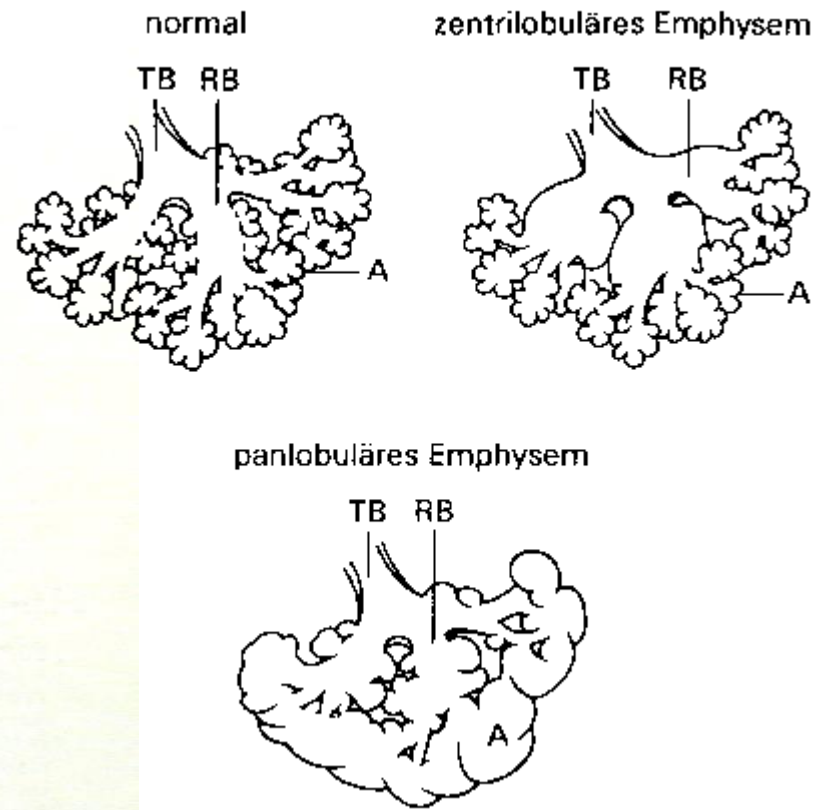 normal
zentrilobuläres Emphysem
TB RB
TB RB
A
A
panlobuläres Emphysem
TB RB
A